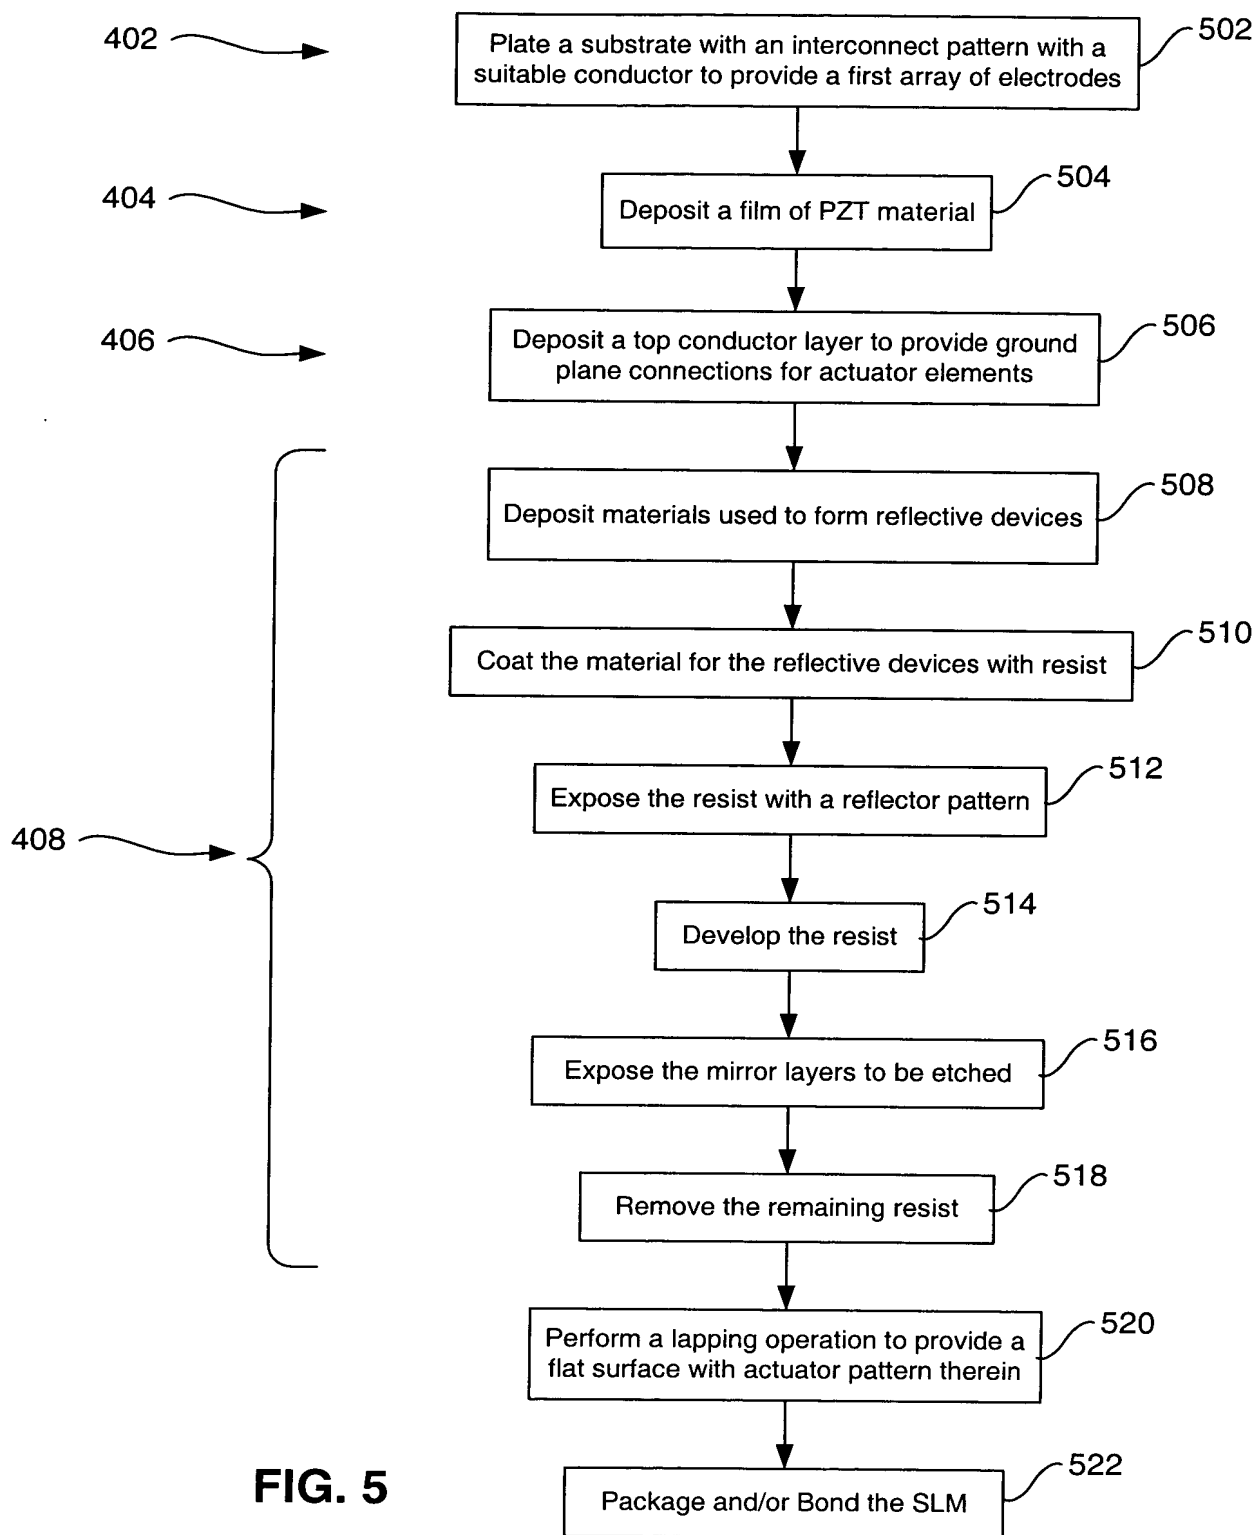 402
502
Plate a substrate with an interconnect pattern with a
suitable conductor to provide a first array of electrodes
404
504
Deposit a film of PZT material
406
506
Deposit a top conductor layer to provide ground
plane connections for actuator elements
508
Deposit materials used to form reflective devices
510
Coat the material for the reflective devices with resist
512
Expose the resist with a reflector pattern
408
514
Develop the resist
516
Expose the mirror layers to be etched
518
Remove the remaining resist
520
Perform a lapping operation to provide a
flat surface with actuator pattern therein
FIG. 5
522
Package and/or Bond the SLM